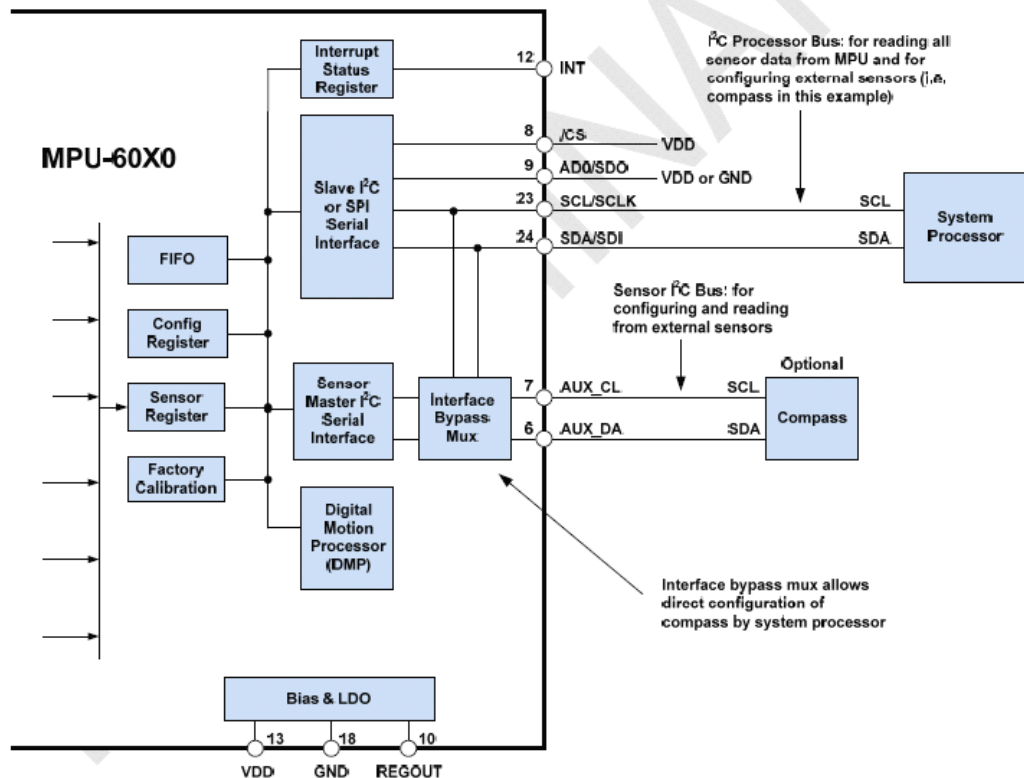 Interrupt
Status
Register
12
INT
I²C Processor Bus: for reading all
sensor data from MPU and for
configuring external sensors (i.e.
compass in this example)
MPU-60X0
Slave I²C
or SPI
Serial
Interface
8
/CS
VDD
9
AD0/SDO
VDD or GND
23
SCL/SCLK
SCL
24
SDA/SDI
SDA
System
Processor
FIFO
Config
Register
Sensor
Register
Factory
Calibration
Sensor I²C Bus: for
configuring and reading
from external sensors
Sensor
Master I²C
Serial
Interface
Interface
Bypass
Mux
7
AUX_CL
SCL
6
AUX_DA
SDA
Optional
Compass
Digital
Motion
Processor
(DMP)
Interface bypass mux allows
direct configuration of
compass by system processor
Bias & LDO
13
18
10
VDD
GND
REGOUT